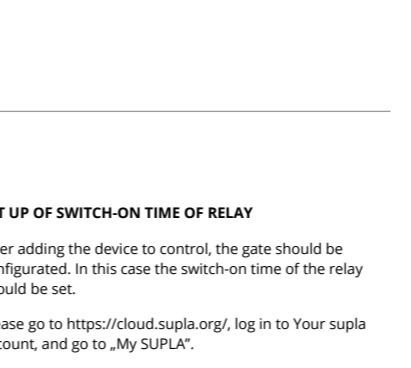 T UP OF SWITCH-ON TIME OF RELAY
er adding the device to control, the gate should be
nfigurated. In this case the switch-on time of the relay
ould be set.
ase go to https://cloud.supla.org/, log in to Your supla
count, and go to „My SUPLA”.